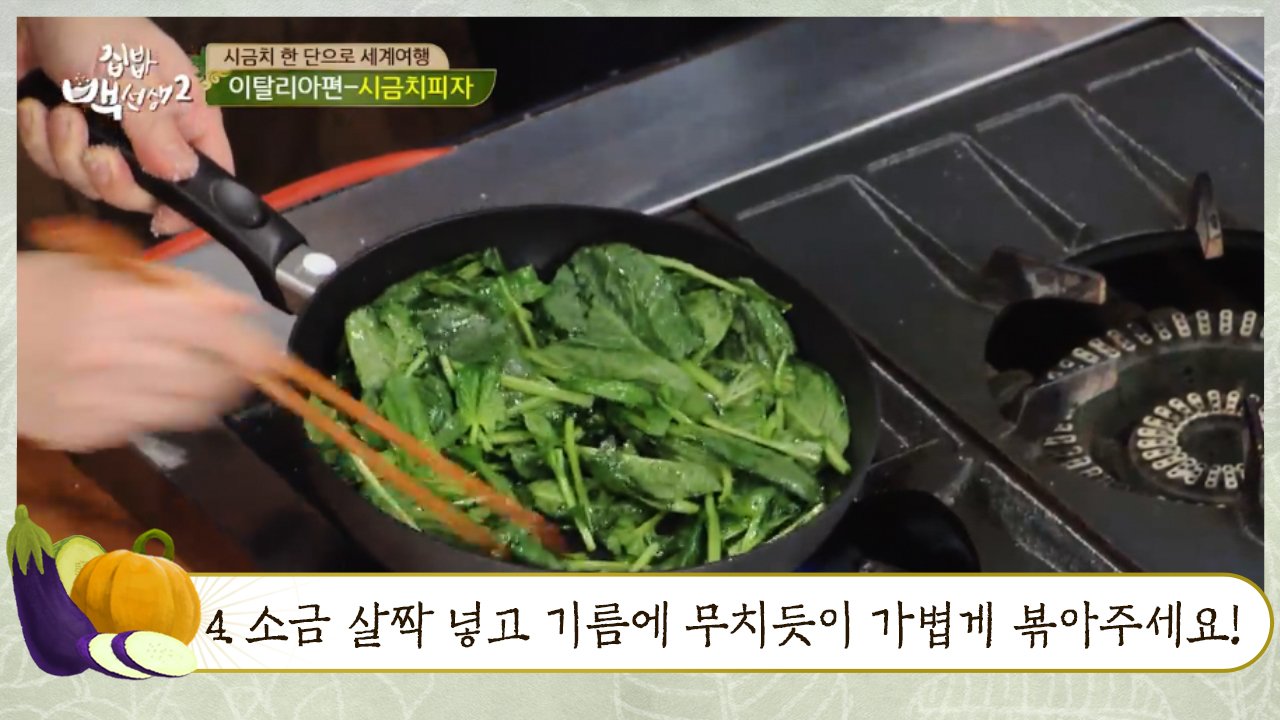 집밥
백선생2
시금치 한 단으로 세계여행
이탈리아편-시금치피자
4. 소금 살짝 넣고 기름에 무치듯이 가볍게 볶아주세요!